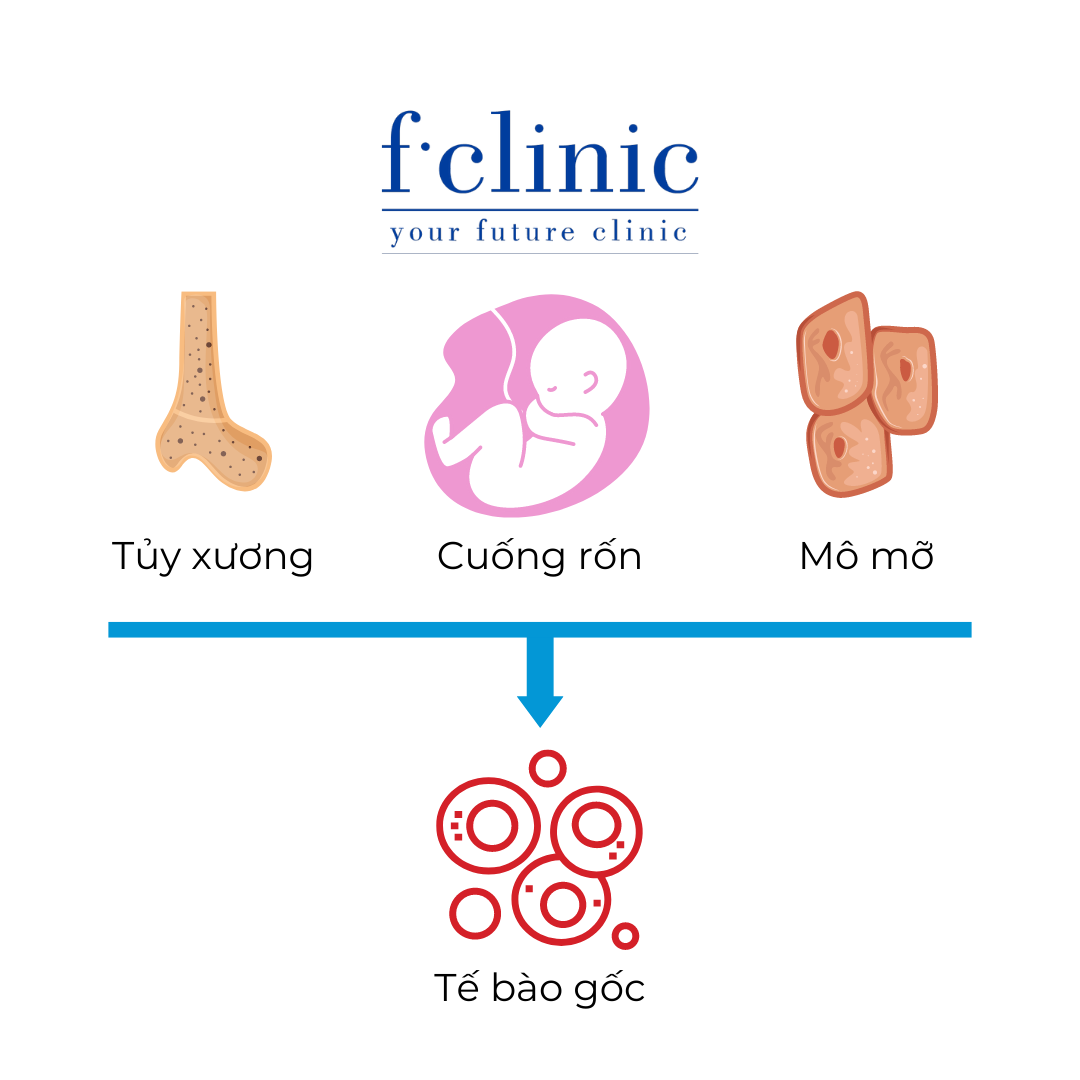 f·clinic
your future clinic
Tủy xương
Cuống rốn
Mô mỡ
Tế bào gốc